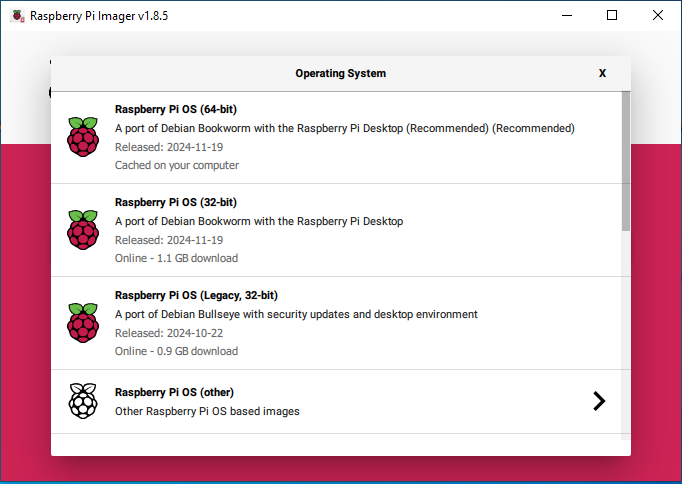 Raspberry Pi Imager v1.8.5
Operating System
X
Raspberry Pi OS (64-bit)
A port of Debian Bookworm with the Raspberry Pi Desktop (Recommended) (Recommended)
Released: 2024-11-19
Cached on your computer
Raspberry Pi OS (32-bit)
A port of Debian Bookworm with the Raspberry Pi Desktop
Released: 2024-11-19
Online - 1.1 GB download
Raspberry Pi OS (Legacy, 32-bit)
A port of Debian Bullseye with security updates and desktop environment
Released: 2024-10-22
Online - 0.9 GB download
Raspberry Pi OS (other)
Other Raspberry Pi OS based images